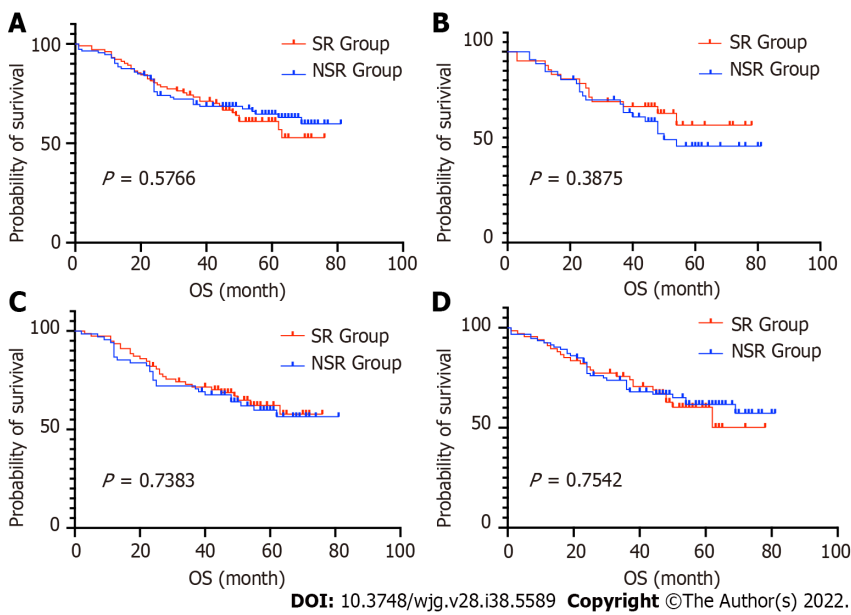 A
Probability of surivival
100
50
0
SR Group
NSR Group
P = 0.5766
0 20 40 60 80 100
OS (month)
B
Probability of surivival
100
50
0
SR Group
NSR Group
P = 0.3875
0 20 40 60 80 100
OS (month)
C
Probability of survival
100
50
0
SR Group
NSR Group
P = 0.7383
0 20 40 60 80 100
OS (month)
D
Probability of survival
100
50
0
SR Group
NSR Group
P = 0.7542
0 20 40 60 80 100
OS (month)
DOI: 10.3748/wjg.v28.i38.5589 Copyright ©The Author(s) 2022.